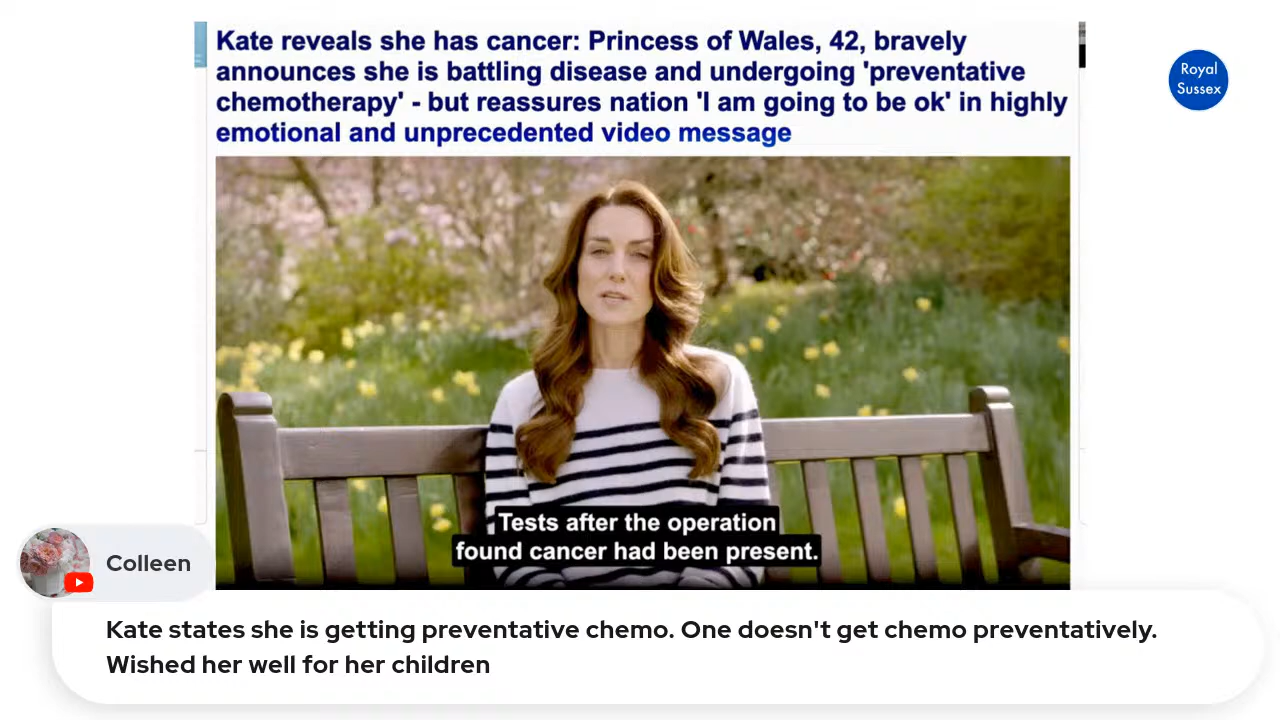 Kate reveals she has cancer: Princess of Wales, 42, bravely
announces she is battling disease and undergoing 'preventative
chemotherapy' - but reassures nation 'I am going to be ok' in highly
emotional and unprecedented video message
Royal
Sussex
Tests after the operation
found cancer had been present.
Colleen
Kate states she is getting preventative chemo. One doesn't get chemo preventatively.
Wished her well for her children